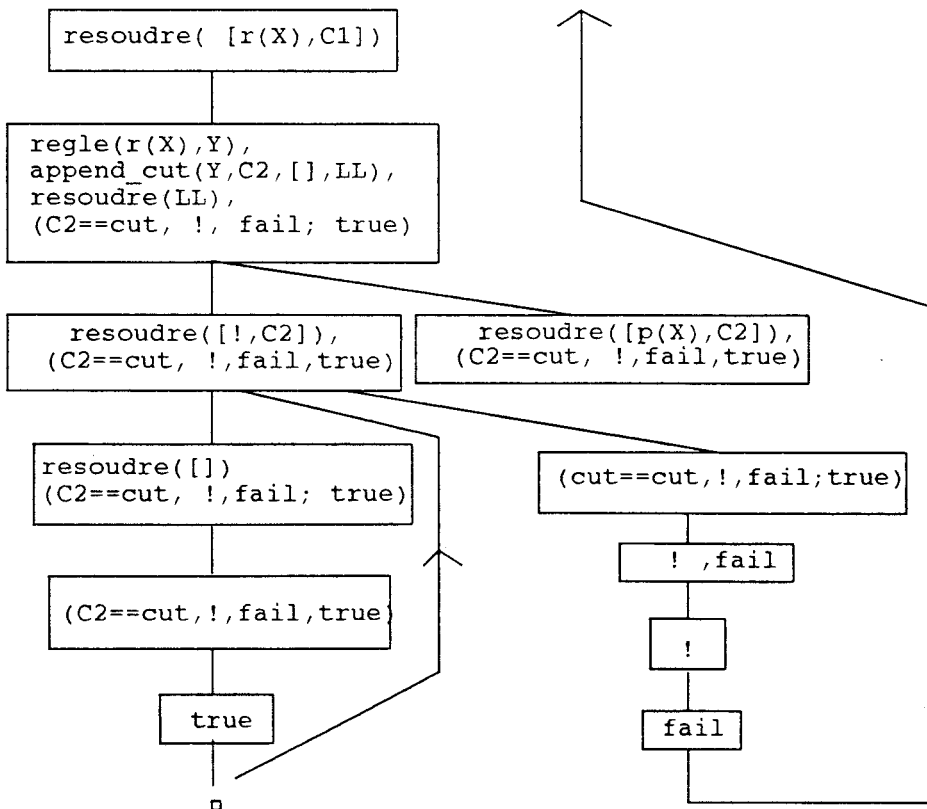 resoudre( [r(X),C1])
regle(r(X),Y),
append_cut(Y,C2,[],LL),
resoudre(LL),
(C2==cut, !, fail; true)
resoudre([!,C2]),
(C2==cut, !,fail,true)
resoudre([p(X),C2]),
(C2==cut, !,fail,true)
resoudre([])
(C2==cut, !,fail; true)
(cut==cut,!,fail;true)
! ,fail
(C2==cut,!,fail,true)
!
true
fail